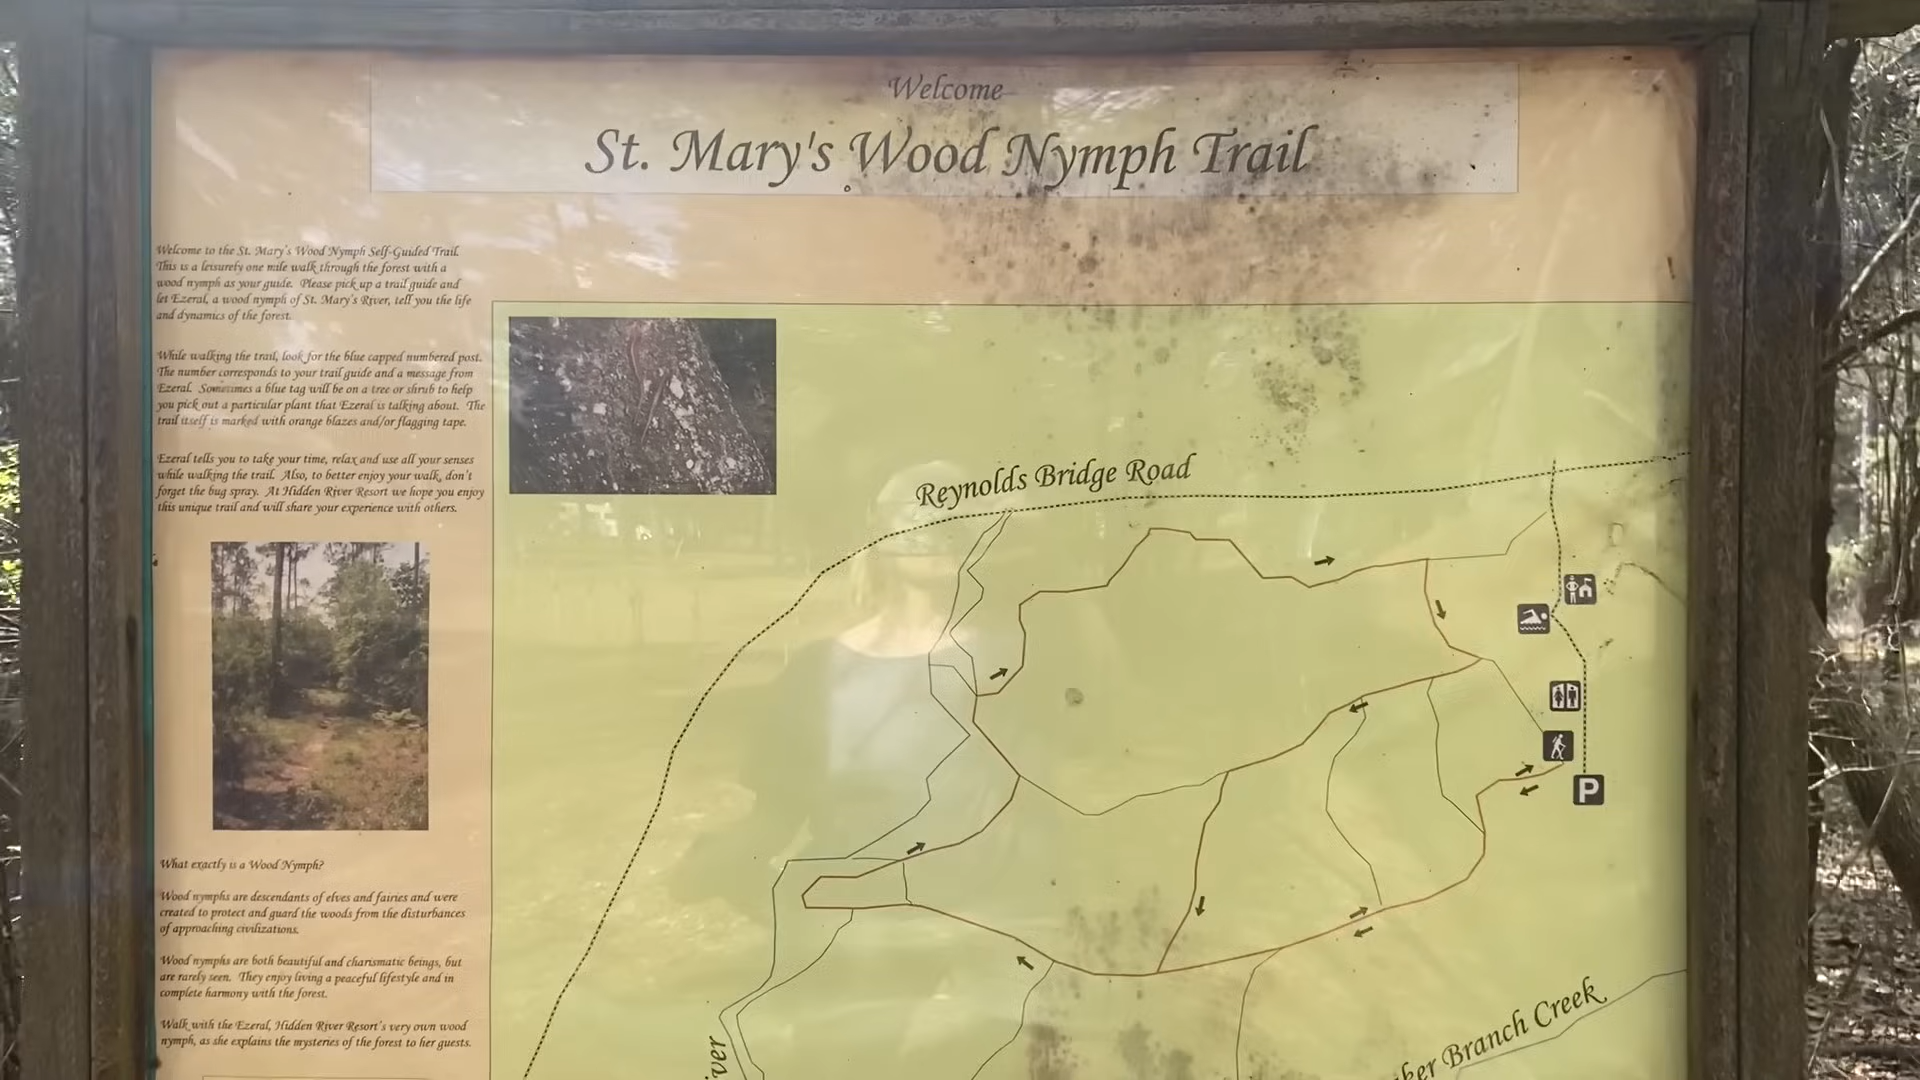 Welcome
St. Mary's Wood Nymph Trail
Welcome to the St. Mary's Wood Nymph Self-Guided Trail.
This is a leisurely one mile walk through the forest with a
wood nymph as your guide. Please pick up a trail guide and
let Ezeral, a wood nymph of St. Mary's River, tell you the life
and dynamics of the forest.
While walking the trail, look for the blue capped numbered post.
The number corresponds to your trail guide and a message from
Ezeral. Sometimes a blue tag will be on a tree or shrub to help
you pick out a particular plant that Ezeral is talking about. The
trail itself is marked with orange blazes and/or flagging tape.
Ezeral tells you to take your time, relax and use all your senses
while walking the trail. Also, to better enjoy your walk, don't
forget the bug spray. At Hidden River Resort we hope you enjoy
this unique trail and will share your experience with others.
What exactly is a Wood Nymph?
Wood nymphs are descendants of elves and fairies and were
created to protect and guard the woods from the disturbances
of approaching civilizations.
Wood nymphs are both beautiful and charismatic beings, but
are rarely seen. They enjoy living a peaceful lifestyle and in
complete harmony with the forest.
Walk with the Ezeral, Hidden River Resort's very own wood
nymph, as she explains the mysteries of the forest to her guests.
Reynolds Bridge Road
P
Branch Creek